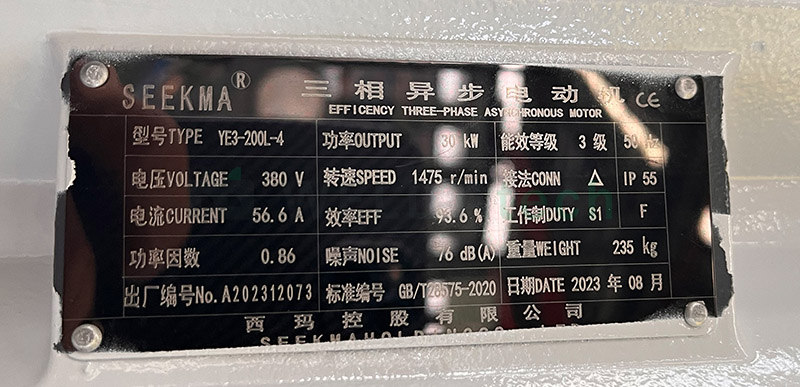 SEEKMA® 三相异步电动机 CE
EFFICENCY THREE-PHASE ASYNCHRONOUS MOTOR
型号TYPE YE3-200L-4 功率OUTPUT 30 kW 能效等级 3 级 50 Hz
电压VOLTAGE 380 V 转速SPEED 1475 r/min 接法CONN △ IP 55
电流CURRENT 56.6 A 效率EFF 93.6 % 工作制DUTY S1 F
功率因数 0.86 噪声NOISE 76 dB(A) 重量WEIGHT 235 kg
出厂编号No.A202312073 标准编号 GB/T28575-2020 日期DATE 2023 年 08 月
西玛控股有限公司